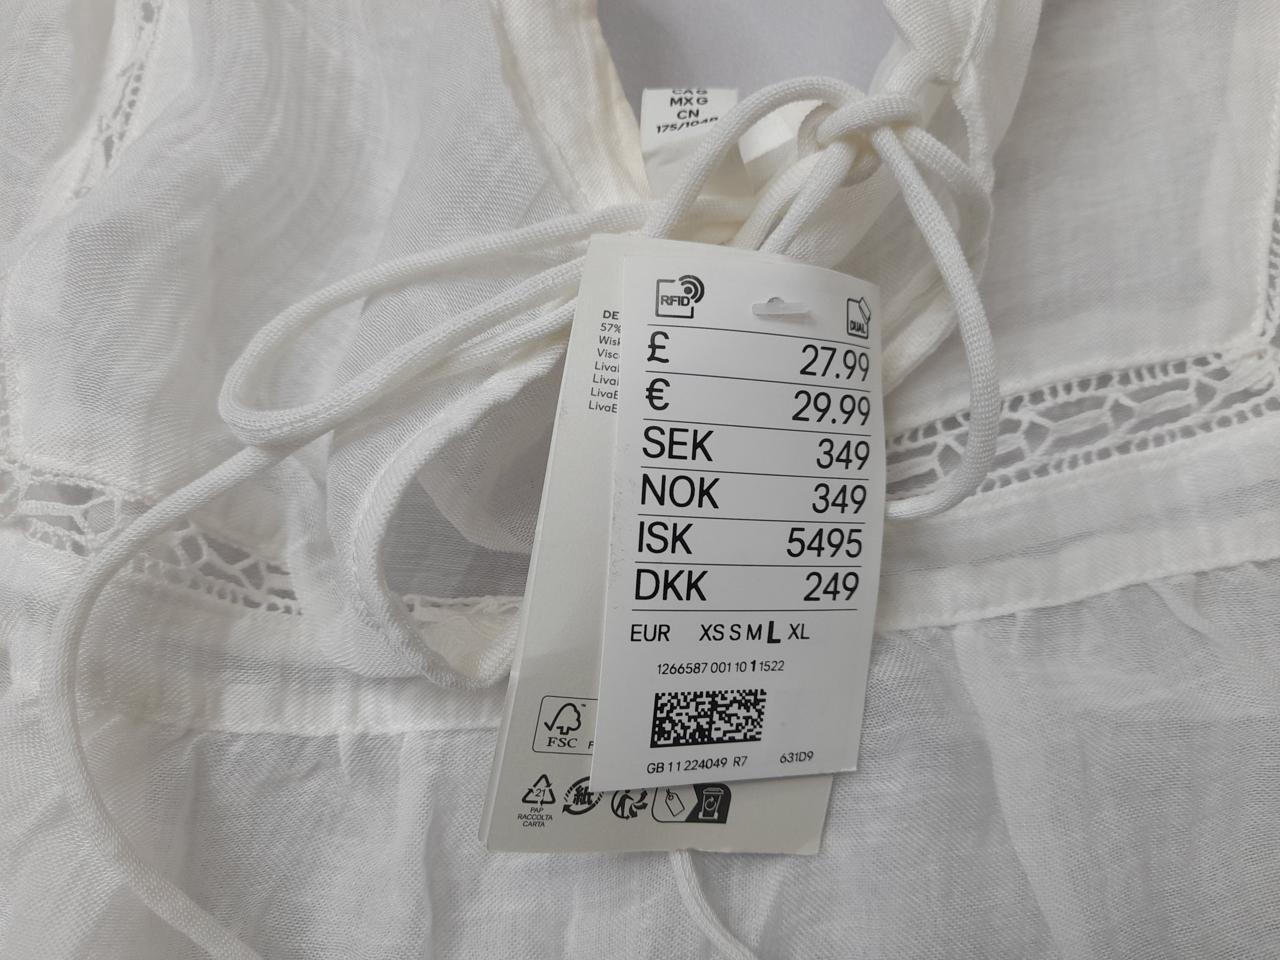 CA G
MX G
CN
RFID
DUAL
£ 27.99
€ 29.99
SEK 349
NOK 349
ISK 5495
DKK 249
EUR XS S M L XL
1266587 001 10 1 1522
GB 11 224049 R7 631D9
DE
57%
FSC
21
PAP
RACCOLTA
CARTA
紙